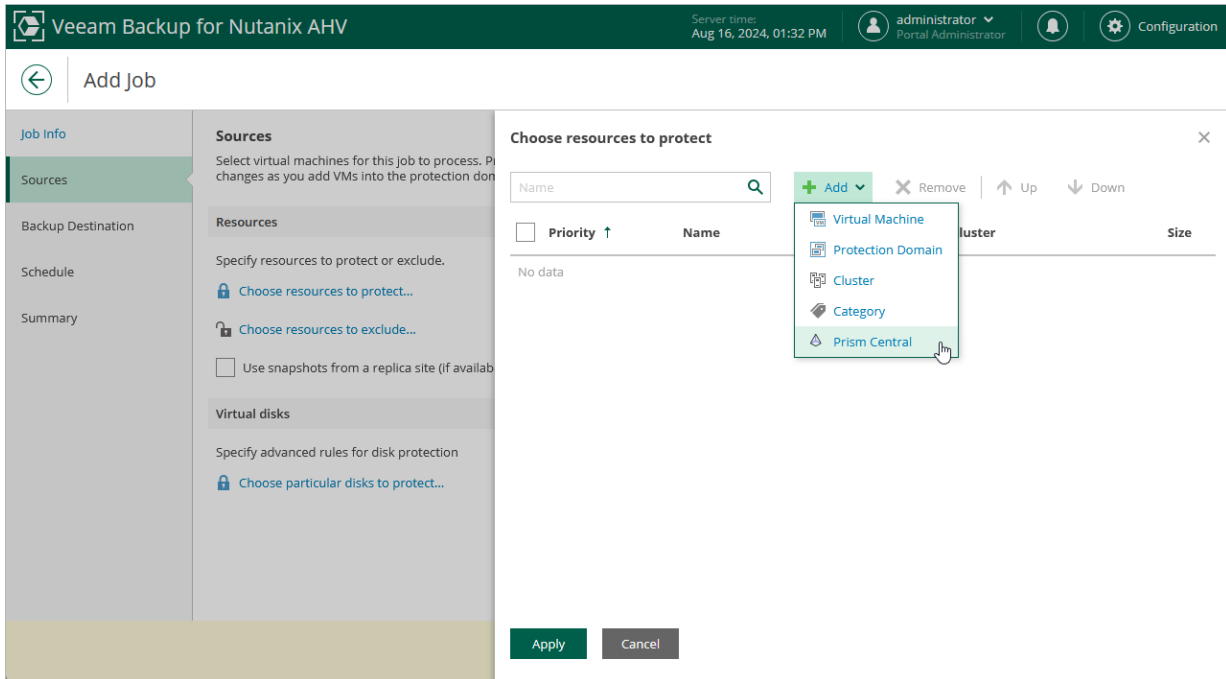 Veeam Backup for Nutanix AHV
Server time:
Aug 16, 2024, 01:32 PM
administrator
Portal Administrator
Configuration
Add Job
Job Info
Sources
Backup Destination
Schedule
Summary
Sources
Select virtual machines for this job to process.
changes as you add VMs into the protection
Resources
Specify resources to protect or exclude.
Choose resources to protect...
Choose resources to exclude...
Use snapshots from a replica site (if
Virtual disks
Specify advanced rules for disk protection
Choose particular disks to protect...
Choose resources to protect
Name
Add
Remove
Up
Down
Priority
Name
Size
No data
Virtual Machine
Protection Domain
Cluster
Category
Prism Central
Apply
Cancel